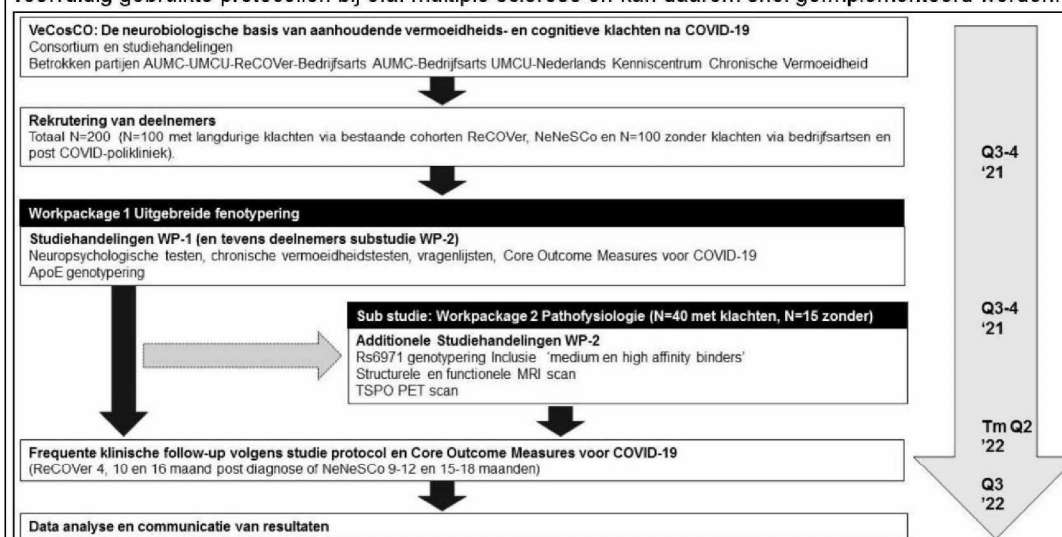 VeCosCO: De neurobiologische basis van aanhoudende vermoeidheids- en cognitieve klachten na COVID-19
Consortium en studiehandelingen
Betrokken partijen AUMC-UMCU-ReCOVer-Bedrijfsarts AUMC-Bedrijfsarts UMCU-Nederlands Kenniscentrum Chronische Vermoeidheid
Rekrutering van deelnemers
Totaal N=200 (N=100 met langdurige klachten via bestaande cohorten ReCOVer, NeNeSCo en N=100 zonder klachten via bedrijfsartsen en
post COVID-polikliniek).
Q3-4
'21
Workpackage 1 Uitgebreide fenotypering
Studiehandelingen WP-1 (en tevens deelnemers substudie WP-2)
Neuropsychologische testen, chronische vermoeidheidstesten, vragenlijsten, Core Outcome Measures voor COVID-19
ApoE genotypering
Sub studie: Workpackage 2 Pathofysiologie (N=40 met klachten, N=15 zonder)
Additionele Studiehandelingen WP-2
Rs6971 genotypering Inclusie 'medium en high affinity binders'
Structurele en functionele MRI scan
TSPO PET scan
Q3-4
'21
Tm Q2
'22
Frequente klinische follow-up volgens studie protocol en Core Outcome Measures voor COVID-19
(ReCOVer 4, 10 en 16 maand post diagnose of NeNeSCo 9-12 en 15-18 maanden)
Q3
'22
Data analyse en communicatie van resultaten